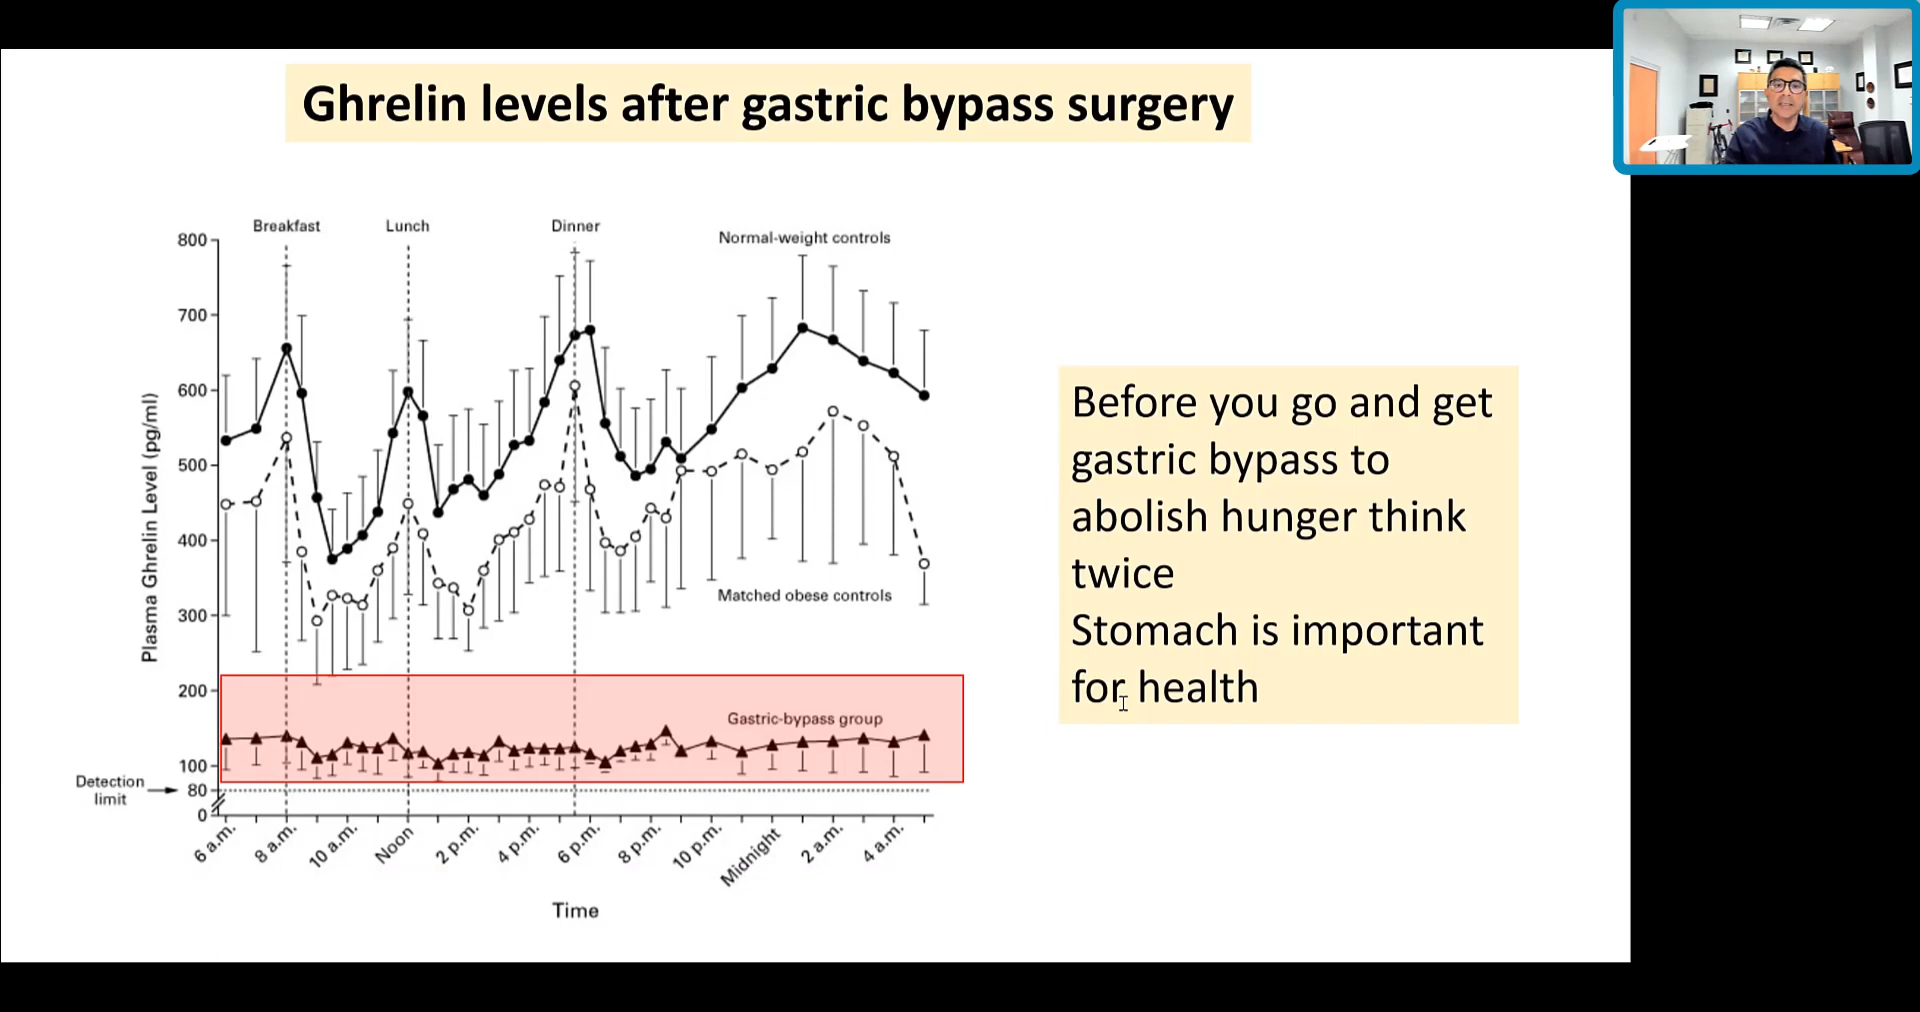 Ghrelin levels after gastric bypass surgery
Breakfast
Lunch
Dinner
Normal-weight controls
800
700
600
500
400
300
200
100
80
0
Plasma Ghrelin Level (pg/ml)
Matched obese controls
Gastric-bypass group
Detection
limit
6 a.m.
8 a.m.
10 a.m.
Noon
2 p.m.
4 p.m.
6 p.m.
8 p.m.
10 p.m.
Midnight
2 a.m.
4 a.m.
Time
Before you go and get
gastric bypass to
abolish hunger think
twice
Stomach is important
for health